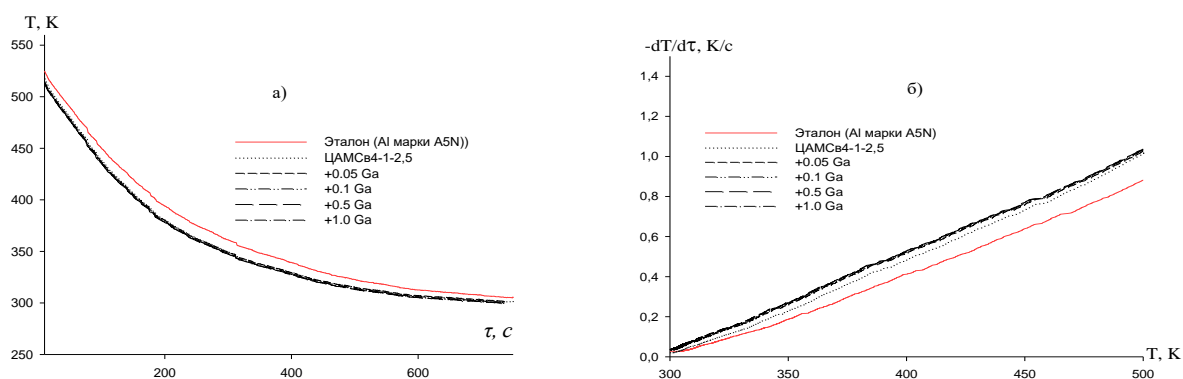 T, K
550
500
450
400
350
300
250
200
400
600
τ, c
а)
Эталон (Al марки A5N))
ЦАМСв4-1-2,5
+0.05 Ga
+0.1 Ga
+0.5 Ga
+1.0 Ga
-dT/dτ, K/c
1,4
1,2
1,0
0,8
0,6
0,4
0,2
0,0
300
350
400
450
500
T, K
б)
Эталон (Al марки A5N)
ЦАМСв4-1-2,5
+0.05 Ga
+0.1 Ga
+0.5 Ga
+1.0 Ga